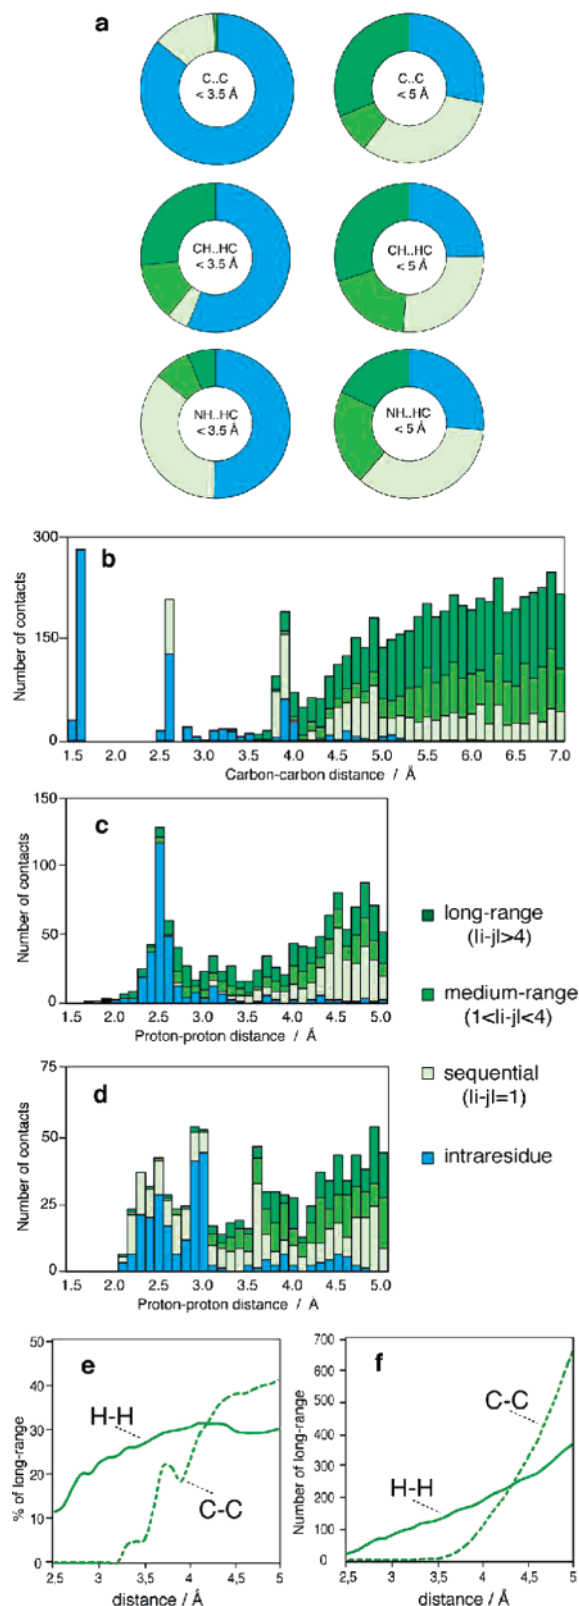 a
C..C
< 3.5 Å
C..C
< 5 Å
CH..HC
< 3.5 Å
CH..HC
< 5 Å
NH..HC
< 3.5 Å
NH..HC
< 5 Å
b
Number of contacts
300
150
0
1.5 2.0 2.5 3.0 3.5 4.0 4.5 5.0 5.5 6.0 6.5 7.0
Carbon-carbon distance / Å
c
Number of contacts
150
100
50
0
1.5 2.0 2.5 3.0 3.5 4.0 4.5 5.0
Proton-proton distance / Å
long-range
(|i-j|>4)
medium-range
(1<|i-j|<4)
sequential
(|i-j|=1)
intraresidue
d
Number of contacts
75
50
25
0
1.5 2.0 2.5 3.0 3.5 4.0 4.5 5.0
Proton-proton distance / Å
e
% of long-range
50
40
30
20
10
0
H-H
C-C
2,5 3 3,5 4 4,5 5
distance / Å
f
Number of long-range
700
600
500
400
300
200
100
0
C-C
H-H
2,5 3 3,5 4 4,5 5
distance / Å